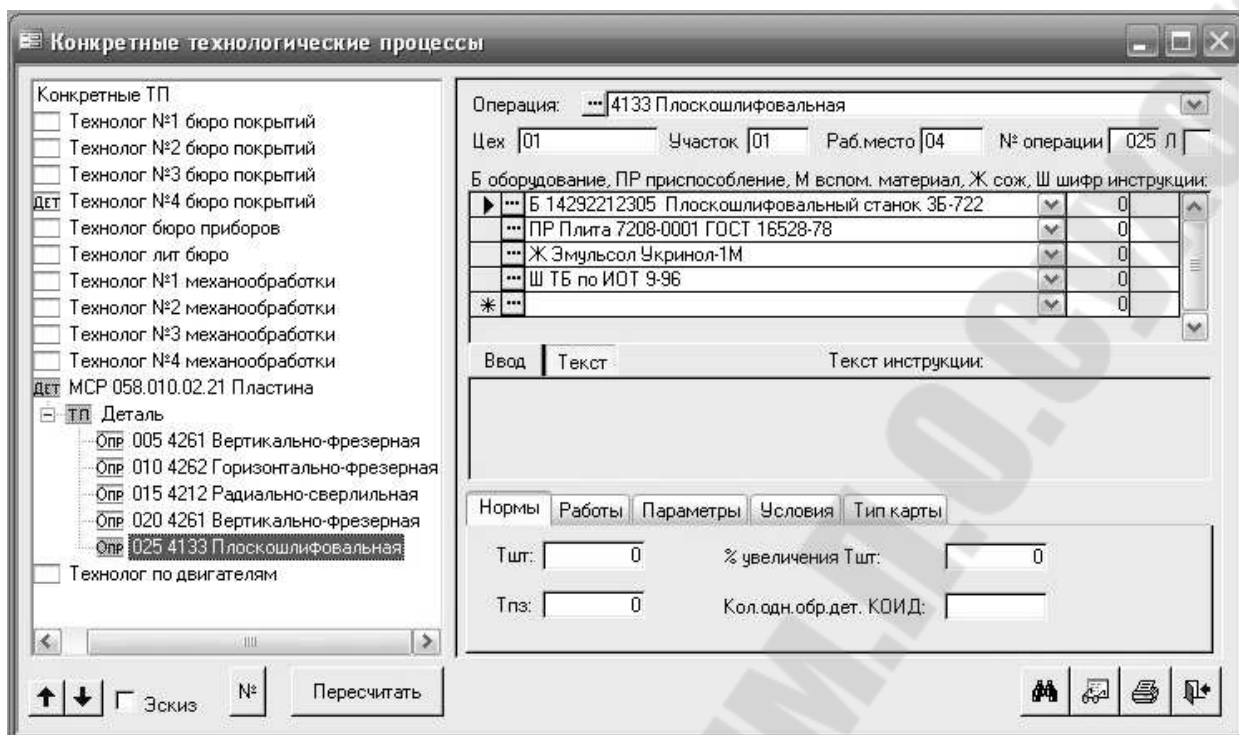 Конкретные технологические процессы
Конкретные ТП
Технолог №1 бюро покрытий
Технолог №2 бюро покрытий
Технолог №3 бюро покрытий
ДЕТ Технолог №4 бюро покрытий
Технолог бюро приборов
Технолог лит бюро
Технолог №1 механообработки
Технолог №2 механообработки
Технолог №3 механообработки
Технолог №4 механообработки
ДЕТ МСР 058.010.02.21 Пластина
ТП Деталь
Опр 005 4261 Вертикально-фрезерная
Опр 010 4262 Горизонтально-фрезерная
Опр 015 4212 Радиально-сверлильная
Опр 020 4261 Вертикально-фрезерная
Опр 025 4133 Плоскошлифовальная
Технолог по двигателям
Эскиз № Пересчитать
Операция: ... 4133 Плоскошлифовальная
Цех 01 Участок 01 Раб.место 04 № операции 025 Л
Б оборудование, ПР приспособление, М вспом. материал, Ж сож, Ш шифр инструкции:
... Б 14292212305 Плоскошлифовальный станок 3Б-722 0
... ПР Плита 7208-0001 ГОСТ 16528-78 0
... Ж Эмульсол Укринол-1М 0
... Ш ТБ по ИОТ 9-96 0
* ... 0
Ввод Текст Текст инструкции:
Нормы Работы Параметры Условия Тип карты
Тшт: 0 % увеличения Тшт: 0
Тпз: 0 Кол.одн.обр.дет. КОИД: